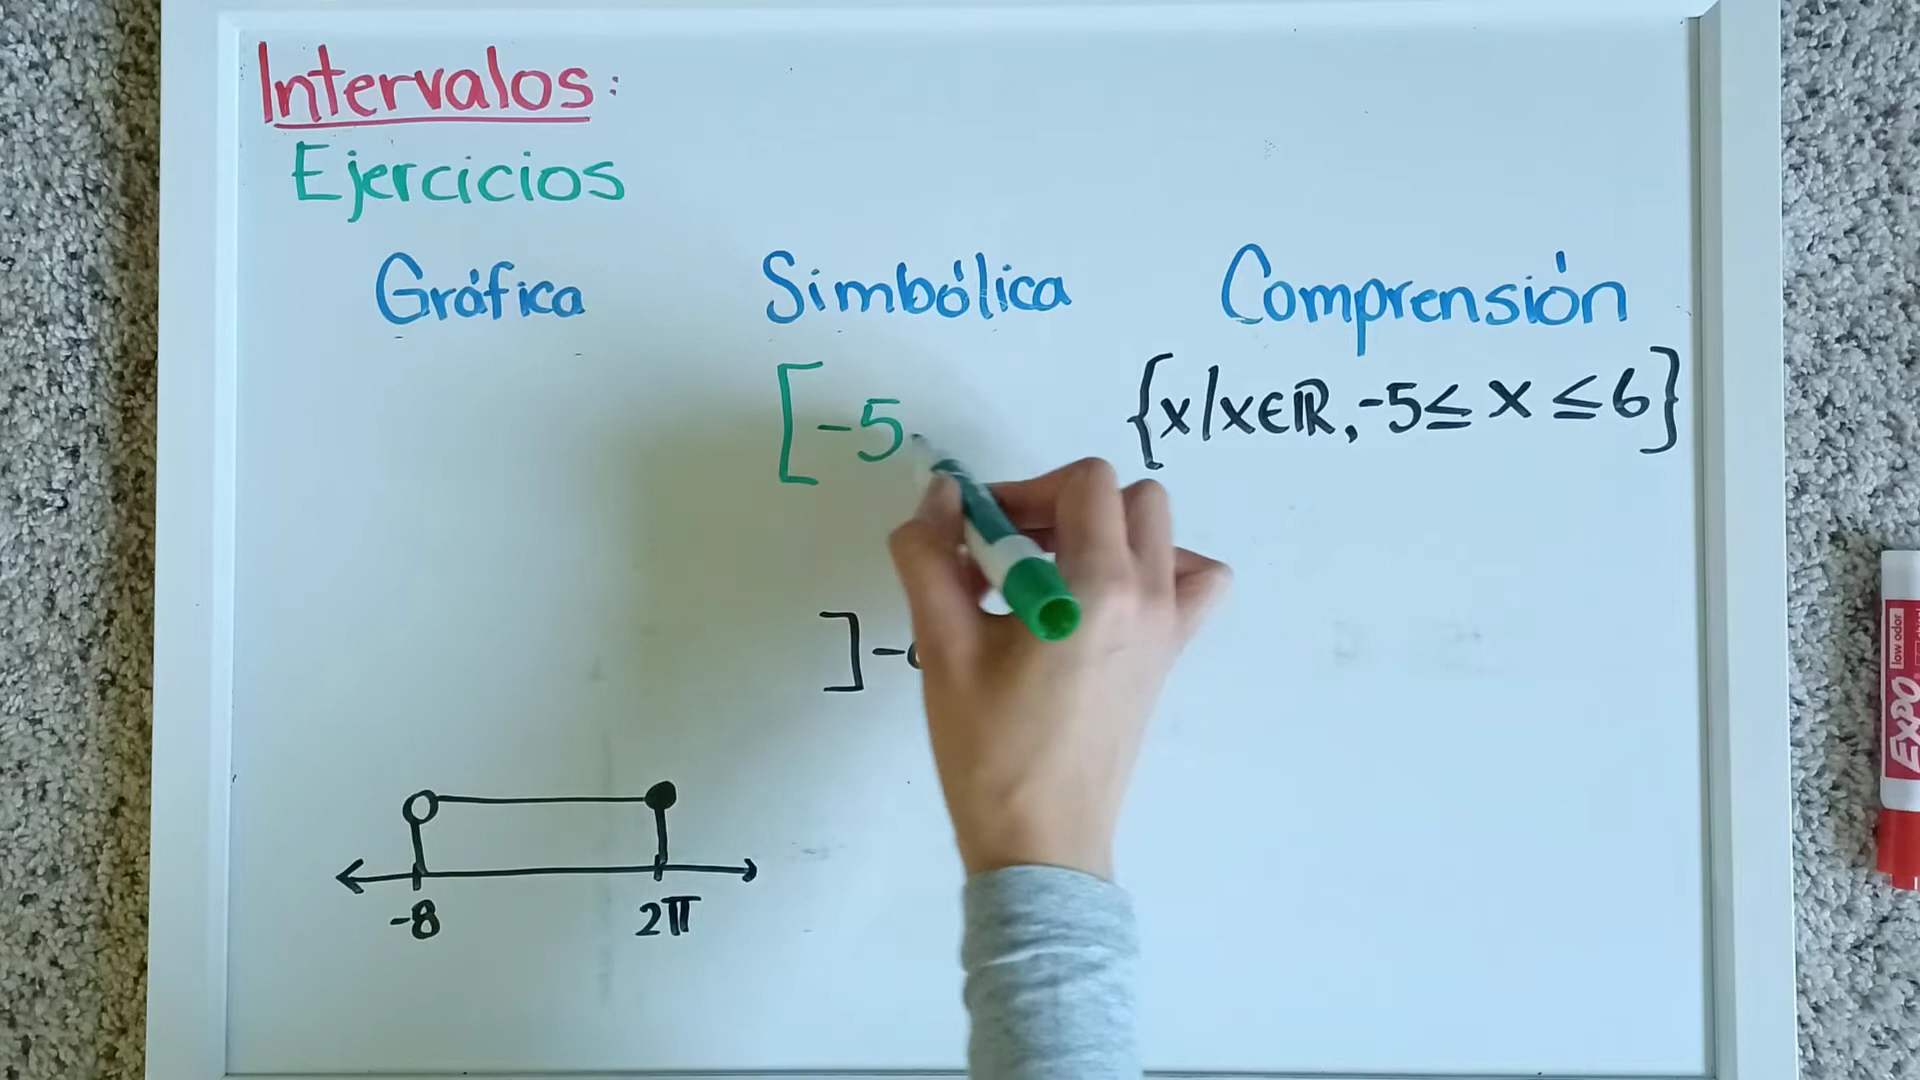 Intervalos:
Ejercicios
Gráfica Simbólica Comprensión
[-5, {x/x∈ℝ, -5≤ x ≤6}
]-
-8 2π
low odor
EXPO